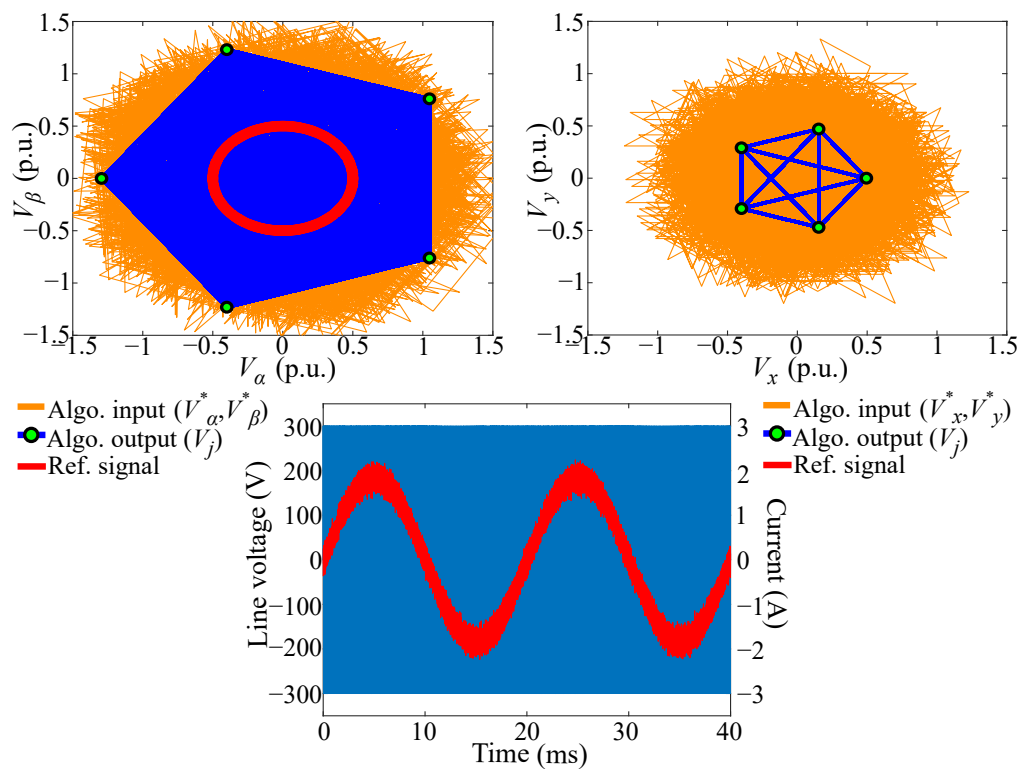 1.5
1
0.5
0
−0.5
−1
−1.5
V_β (p.u.)
−1 −0.5 0 0.5 1 1.5
V_α (p.u.)
1.5
1
0.5
0
−0.5
−1
−1.5
V_y (p.u.)
−1 −0.5 0 0.5 1 1.5
V_x (p.u.)
Algo. input (V*_α,V*_β)
Algo. output (V_j)
Ref. signal
Algo. input (V*_x,V*_y)
Algo. output (V_j)
Ref. signal
300
200
100
0
−100
−200
−300
Line voltage (V)
3
2
1
0
−1
−2
−3
Current (A)
0 10 20 30 40
Time (ms)